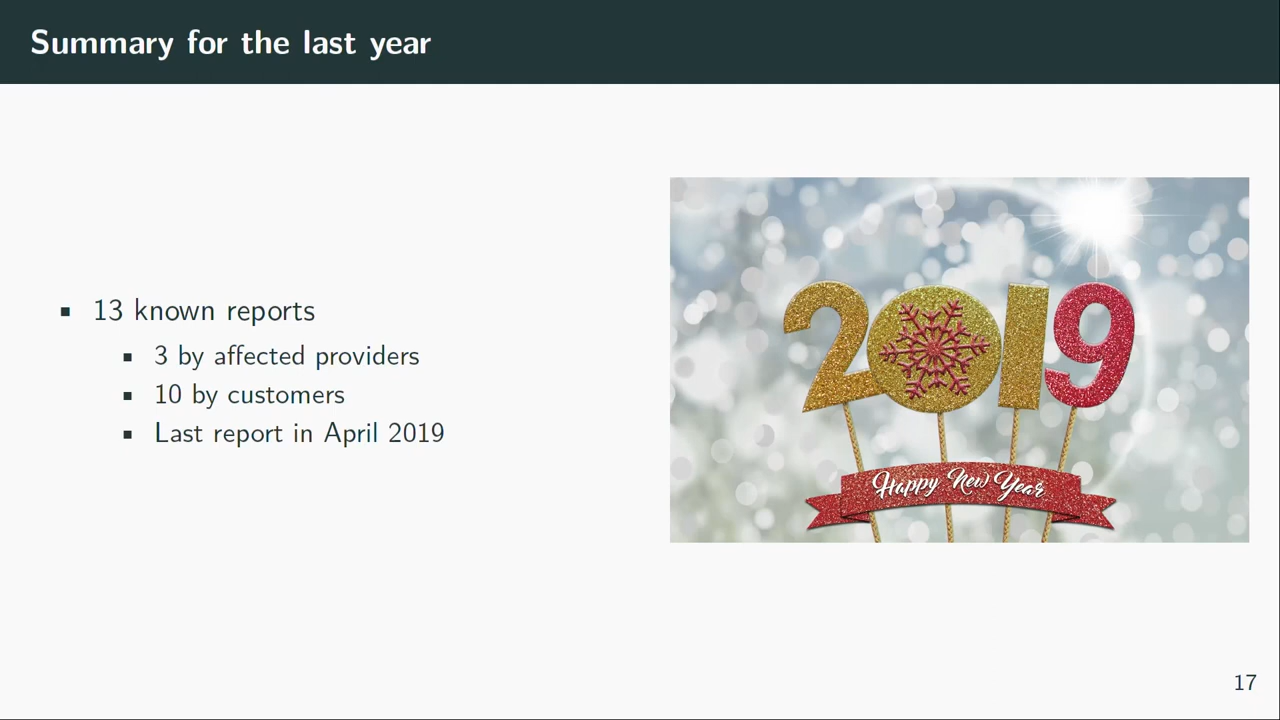 Summary for the last year
13 known reports
3 by affected providers
10 by customers
Last report in April 2019
2019
Happy New Year
17